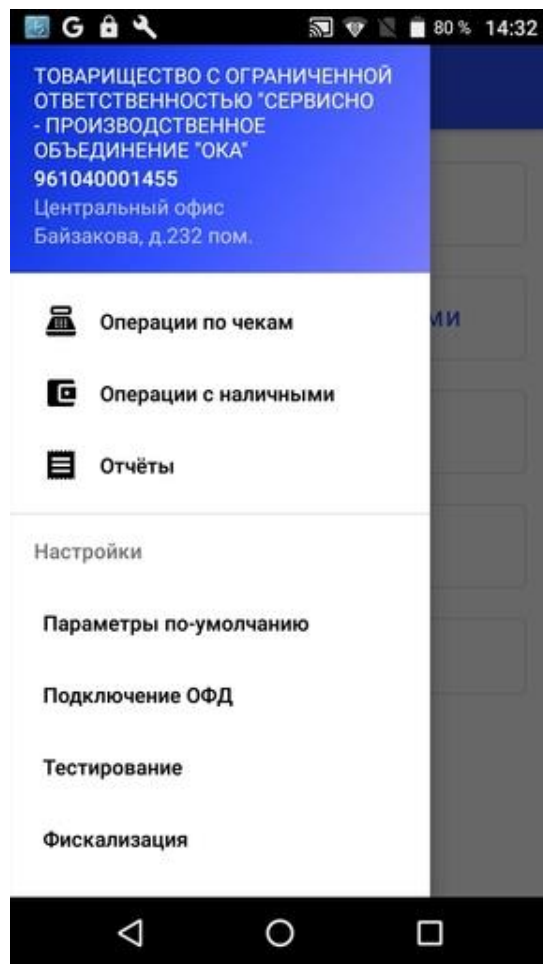 G 80 % 14:32
ТОВАРИЩЕСТВО С ОГРАНИЧЕННОЙ
ОТВЕТСТВЕННОСТЬЮ "СЕРВИСНО
- ПРОИЗВОДСТВЕННОЕ
ОБЪЕДИНЕНИЕ "ОКА"
961040001455
Центральный офис
Байзакова, д.232 пом.
Операции по чекам
ми
Операции с наличными
Отчёты
Настройки
Параметры по-умолчанию
Подключение ОФД
Тестирование
Фискализация